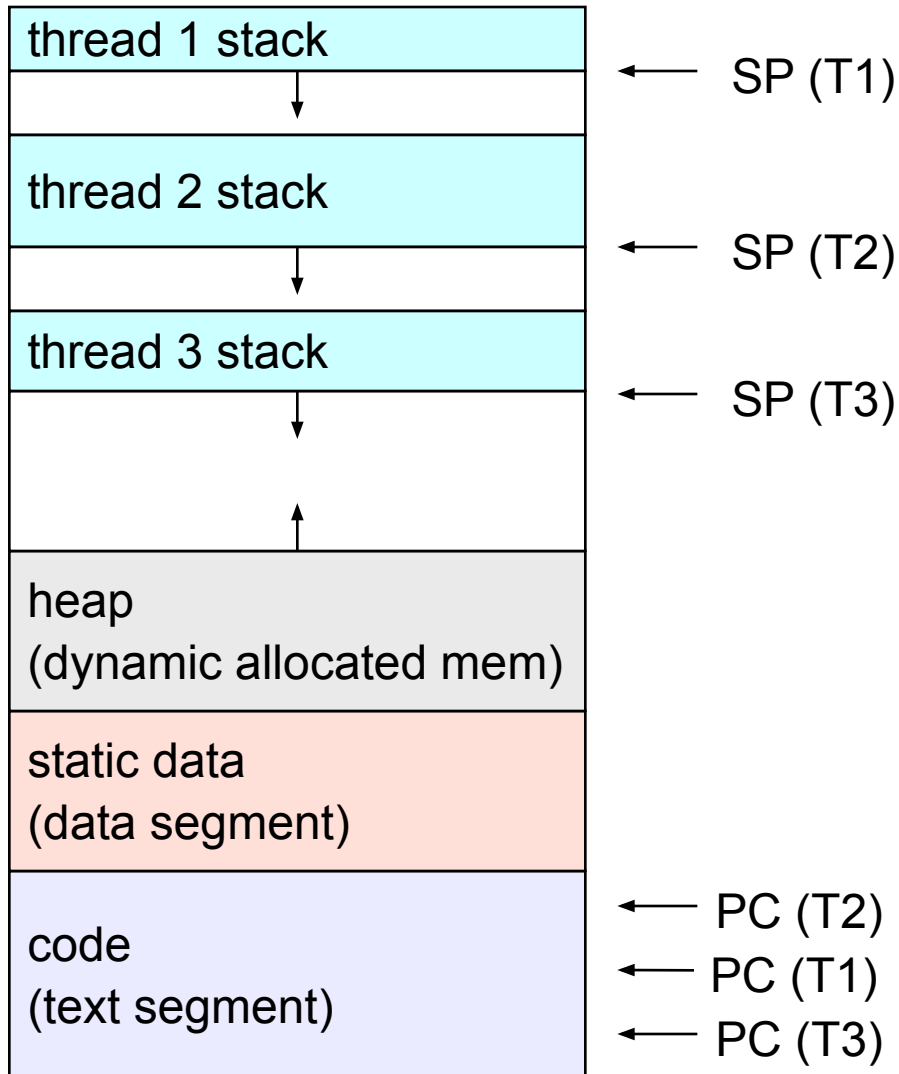 thread 1 stack
SP (T1)
thread 2 stack
SP (T2)
thread 3 stack
SP (T3)
heap
(dynamic allocated mem)
static data
(data segment)
PC (T2)
code
PC (T1)
(text segment)
PC (T3)